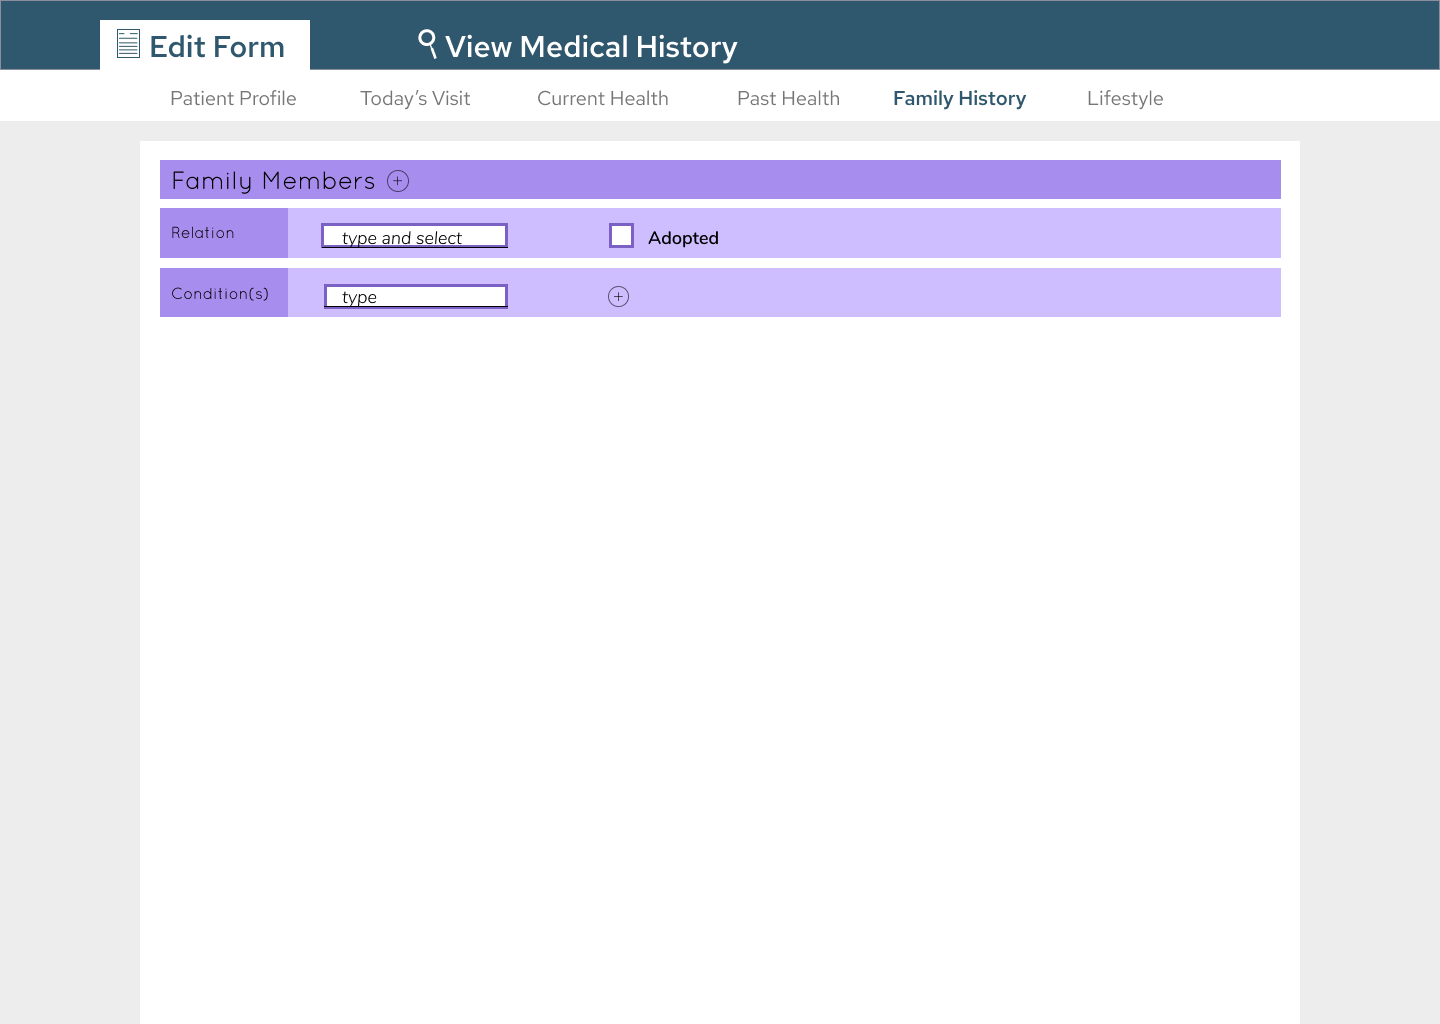 Edit Form
View Medical History
Patient Profile
Today’s Visit
Current Health
Past Health
Family History
Lifestyle
Family Members
Relation
type and select
Adopted
Condition(s)
type